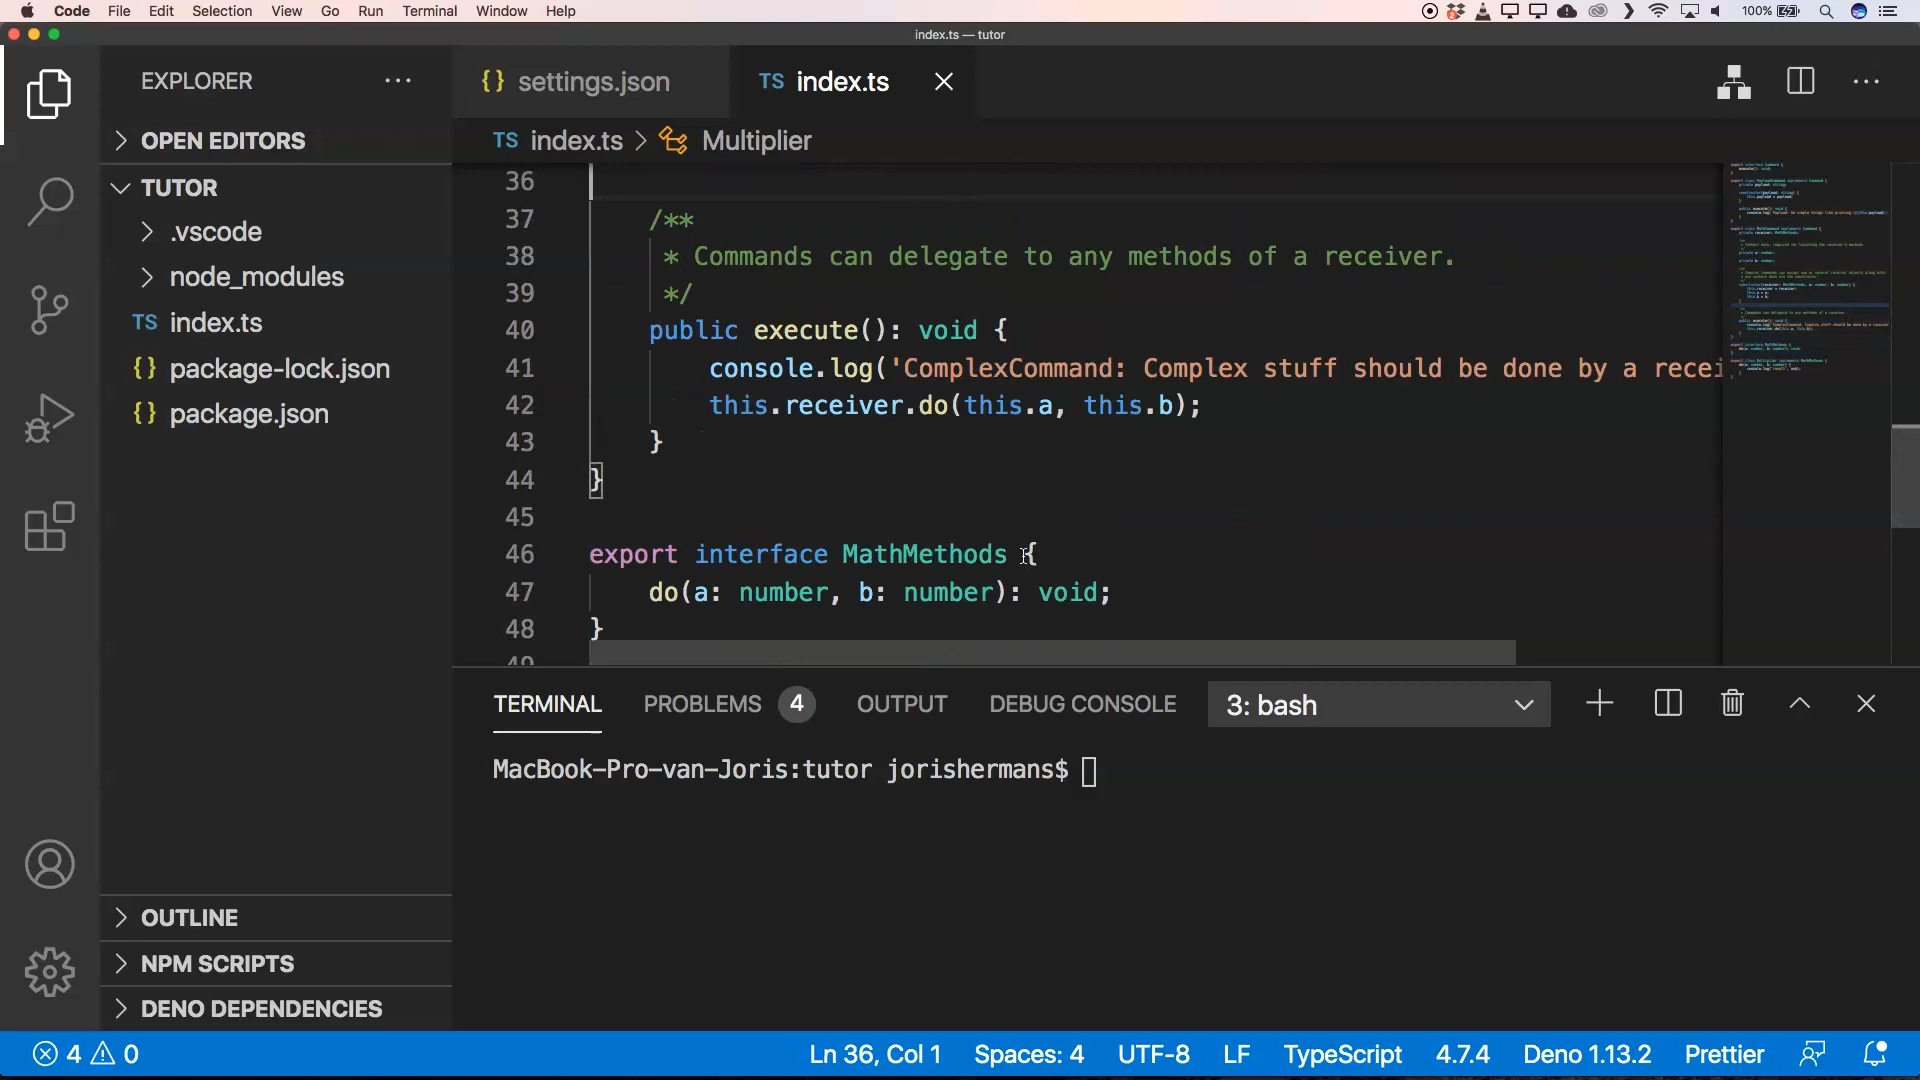 Code File Edit Selection View Go Run Terminal Window Help 100%
index.ts — tutor
EXPLORER
{} settings.json TS index.ts
OPEN EDITORS
TS index.ts > Multiplier
TUTOR
.vscode
node_modules
TS index.ts
{} package-lock.json
{} package.json
OUTLINE
NPM SCRIPTS
DENO DEPENDENCIES
36
37 /**
38 * Commands can delegate to any methods of a receiver.
39 */
40 public execute(): void {
41 console.log('ComplexCommand: Complex stuff should be done by a recei
42 this.receiver.do(this.a, this.b);
43 }
44 }
45
46 export interface MathMethods {
47 do(a: number, b: number): void;
48 }
49
TERMINAL PROBLEMS 4 OUTPUT DEBUG CONSOLE 3: bash
MacBook-Pro-van-Joris:tutor jorishermans$
4 0 Ln 36, Col 1 Spaces: 4 UTF-8 LF TypeScript 4.7.4 Deno 1.13.2 Prettier